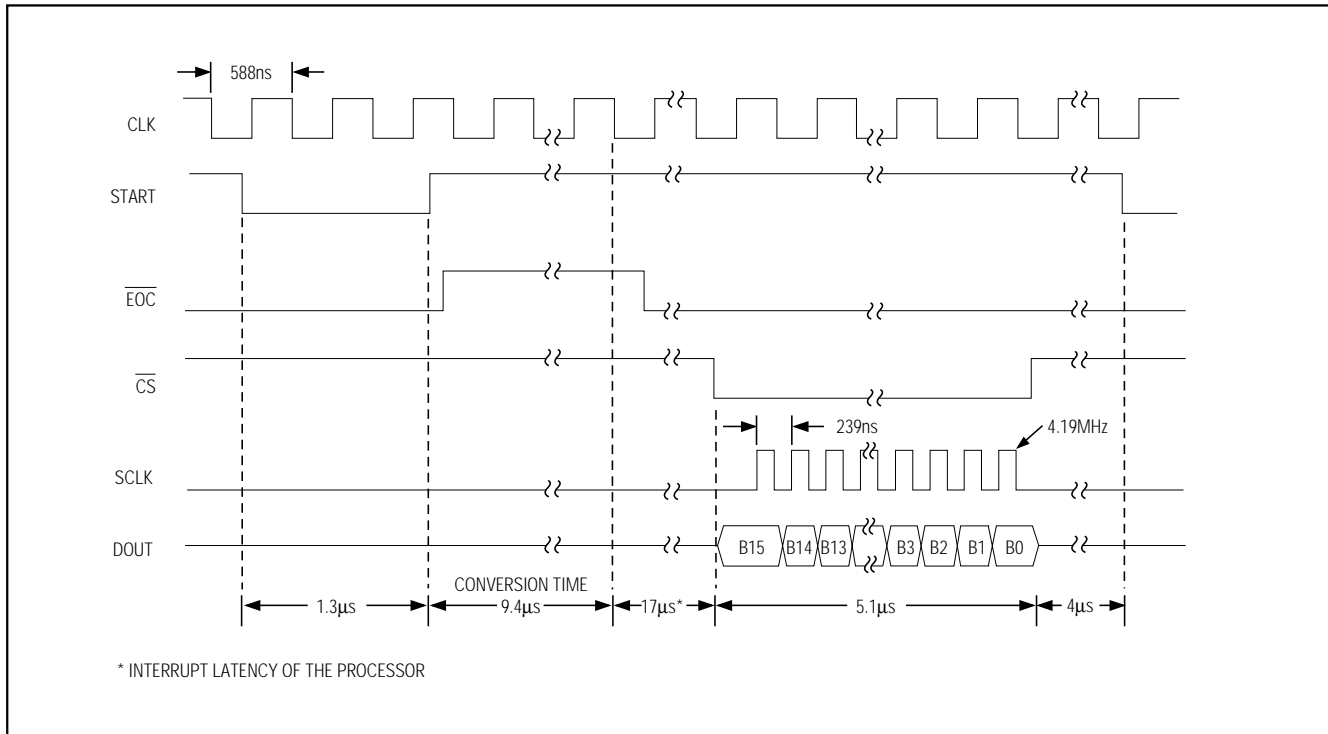 588ns
CLK
START
EOC
CS
239ns
4.19MHz
SCLK
DOUT
B15 B14 B13 B3 B2 B1 B0
CONVERSION TIME
1.3µs 9.4µs 17µs* 5.1µs 4µs
* INTERRUPT LATENCY OF THE PROCESSOR